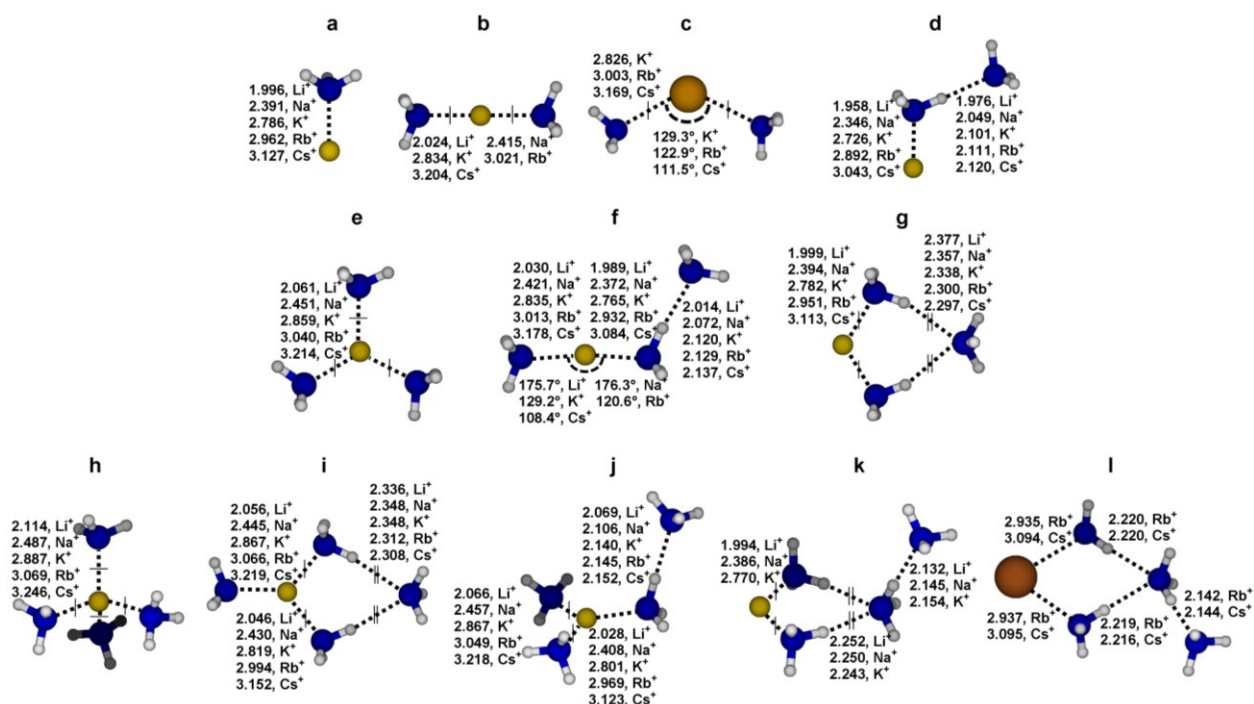 a
b
c
d
1.996, Li⁺
2.391, Na⁺
2.786, K⁺
2.962, Rb⁺
3.127, Cs⁺
2.024, Li⁺
2.834, K⁺
3.204, Cs⁺
2.415, Na⁺
3.021, Rb⁺
2.826, K⁺
3.003, Rb⁺
3.169, Cs⁺
129.3º, K⁺
122.9º, Rb⁺
111.5º, Cs⁺
1.958, Li⁺
2.346, Na⁺
2.726, K⁺
2.892, Rb⁺
3.043, Cs⁺
1.976, Li⁺
2.049, Na⁺
2.101, K⁺
2.111, Rb⁺
2.120, Cs⁺
e
f
g
2.061, Li⁺
2.451, Na⁺
2.859, K⁺
3.040, Rb⁺
3.214, Cs⁺
2.030, Li⁺
2.421, Na⁺
2.835, K⁺
3.013, Rb⁺
3.178, Cs⁺
1.989, Li⁺
2.372, Na⁺
2.765, K⁺
2.932, Rb⁺
3.084, Cs⁺
2.014, Li⁺
2.072, Na⁺
2.120, K⁺
2.129, Rb⁺
2.137, Cs⁺
175.7º, Li⁺
129.2º, K⁺
108.4º, Cs⁺
176.3º, Na⁺
120.6º, Rb⁺
1.999, Li⁺
2.394, Na⁺
2.782, K⁺
2.951, Rb⁺
3.113, Cs⁺
2.377, Li⁺
2.357, Na⁺
2.338, K⁺
2.300, Rb⁺
2.297, Cs⁺
h
i
j
k
l
2.114, Li⁺
2.487, Na⁺
2.887, K⁺
3.069, Rb⁺
3.246, Cs⁺
2.056, Li⁺
2.445, Na⁺
2.867, K⁺
3.066, Rb⁺
3.219, Cs⁺
2.336, Li⁺
2.348, Na⁺
2.348, K⁺
2.312, Rb⁺
2.308, Cs⁺
2.046, Li⁺
2.430, Na⁺
2.819, K⁺
2.994, Rb⁺
3.152, Cs⁺
2.069, Li⁺
2.106, Na⁺
2.140, K⁺
2.145, Rb⁺
2.152, Cs⁺
2.066, Li⁺
2.457, Na⁺
2.867, K⁺
3.049, Rb⁺
3.218, Cs⁺
2.028, Li⁺
2.408, Na⁺
2.801, K⁺
2.969, Rb⁺
3.123, Cs⁺
1.994, Li⁺
2.386, Na⁺
2.770, K⁺
2.132, Li⁺
2.145, Na⁺
2.154, K⁺
2.252, Li⁺
2.250, Na⁺
2.243, K⁺
2.935, Rb⁺
3.094, Cs⁺
2.220, Rb⁺
2.220, Cs⁺
2.937, Rb⁺
3.095, Cs⁺
2.219, Rb⁺
2.216, Cs⁺
2.142, Rb⁺
2.144, Cs⁺